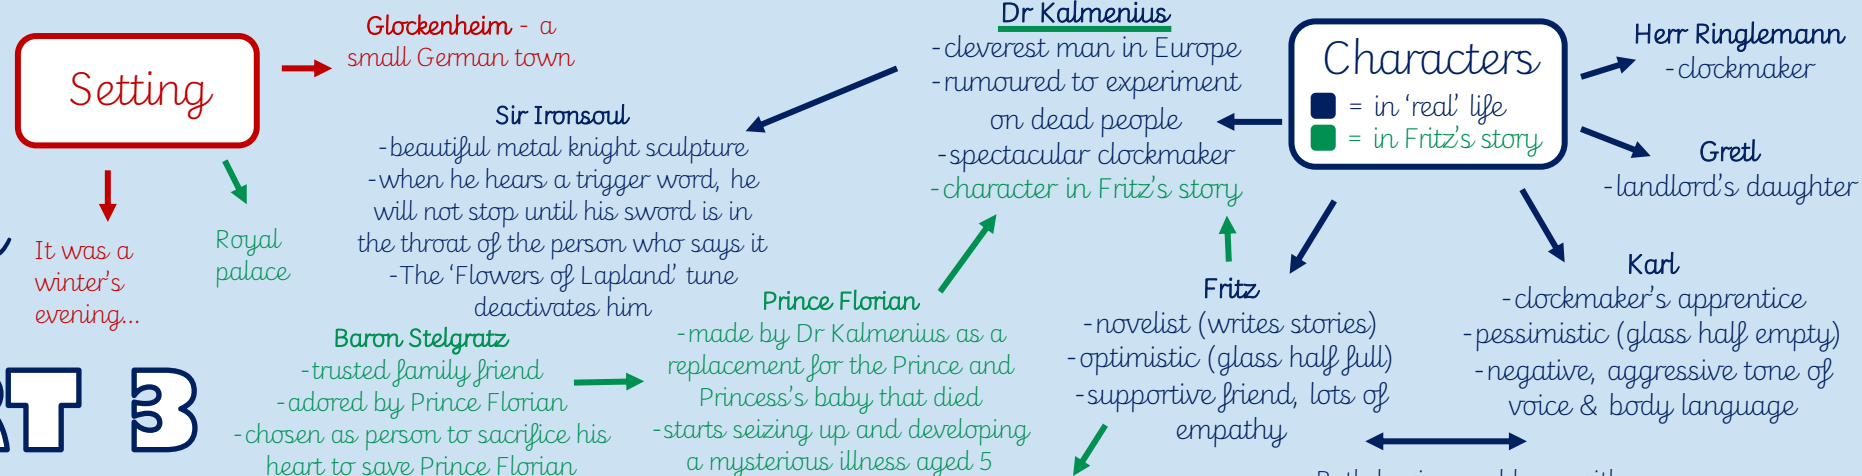 Setting
Glockenheim - a
small German town
It was a
winter's
evening...
Royal
palace
Sir Ironsoul
-beautiful metal knight sculpture
-when he hears a trigger word, he
will not stop until his sword is in
the throat of the person who says it
-The 'Flowers of Lapland' tune
deactivates him
Baron Stelgratz
-trusted family friend
-adored by Prince Florian
-chosen as person to sacrifice his
heart to save Prince Florian
Prince Florian
-made by Dr Kalmenius as a
replacement for the Prince and
Princess's baby that died
-starts seizing up and developing
a mysterious illness aged 5
Dr Kalmenius
-cleverest man in Europe
-rumoured to experiment
on dead people
-spectacular clockmaker
-character in Fritz's story
Characters
= in 'real' life
= in Fritz's story
Herr Ringlemann
-clockmaker
Gretl
-landlord's daughter
Fritz
-novelist (writes stories)
-optimistic (glass half full)
-supportive friend, lots of
empathy
Karl
-clockmaker's apprentice
-pessimistic (glass half empty)
-negative, aggressive tone of
voice & body language
T 3